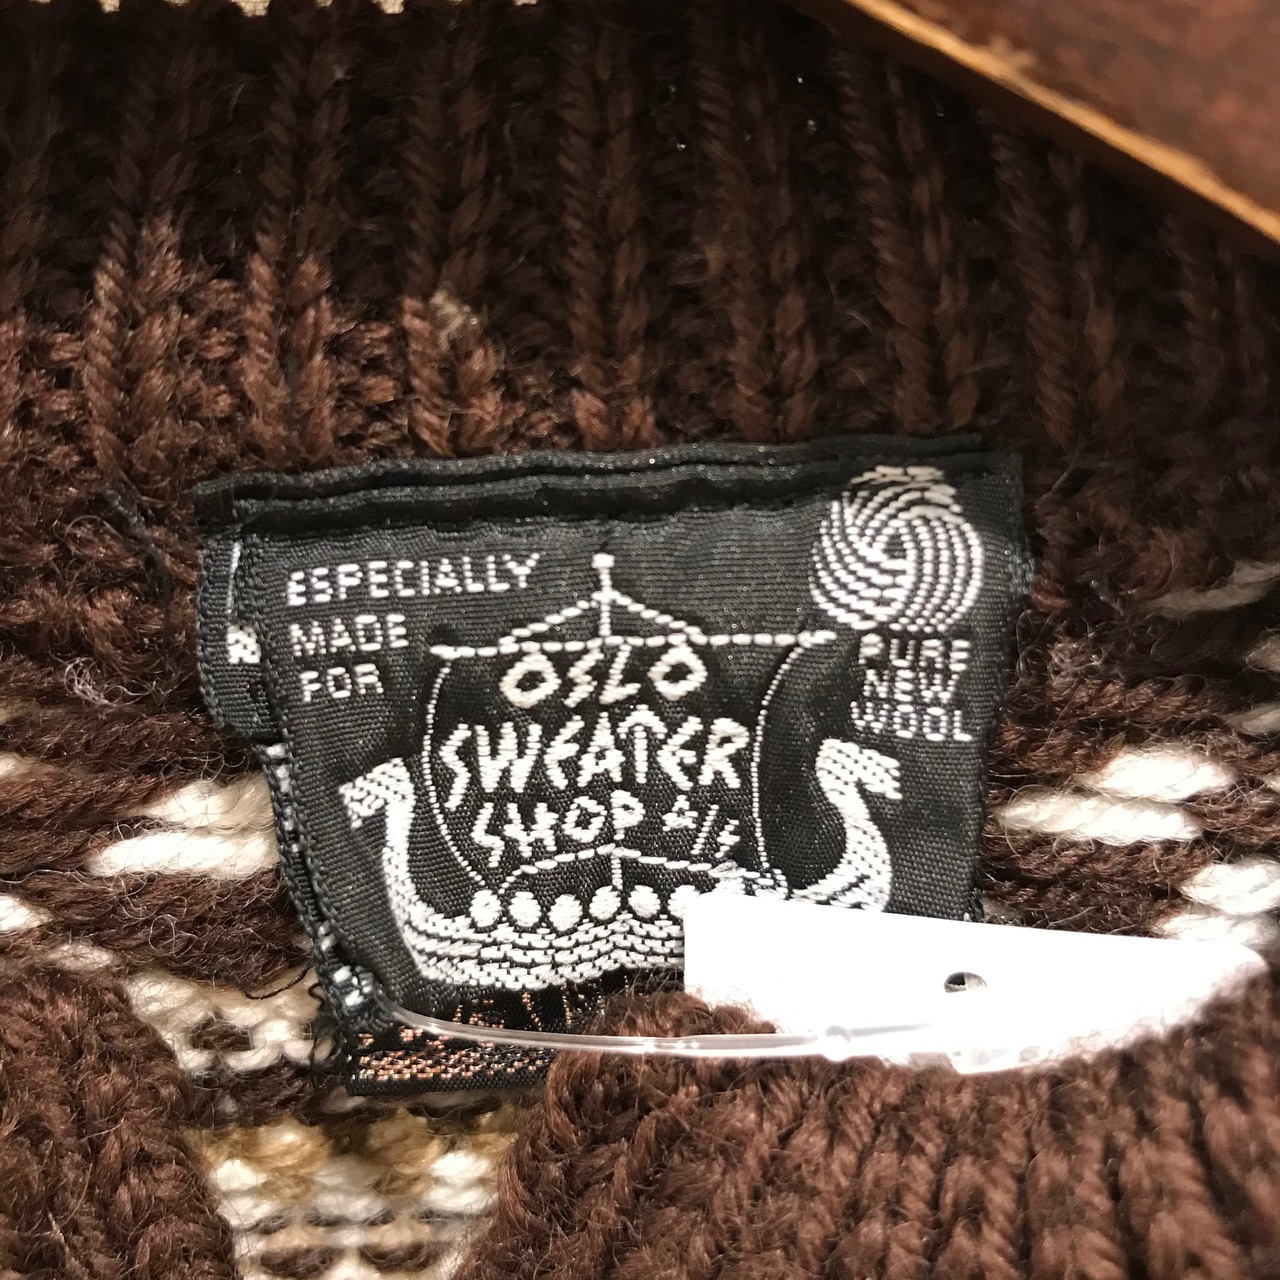 ESPECIALLY
MADE
FOR
OSLO
SWEATER
SHOP A/S
PURE
NEW
WOOL